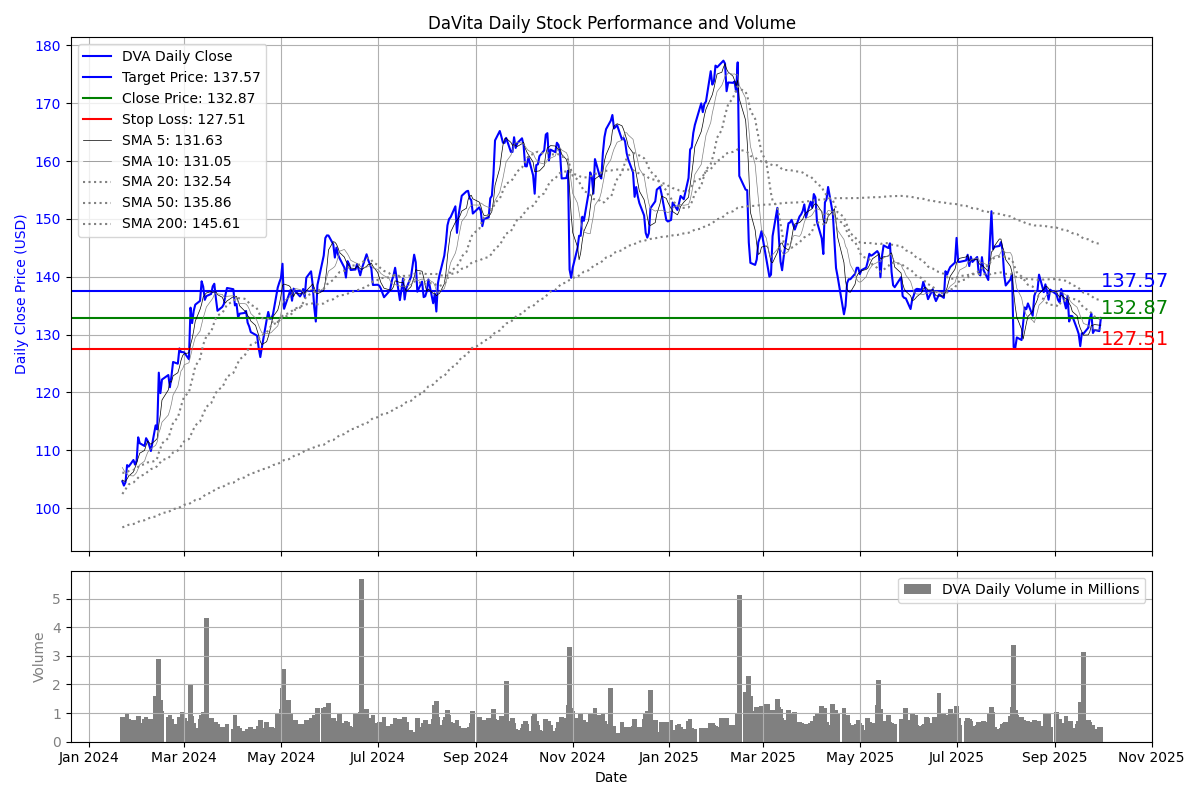 DaVita Daily Stock Performance and Volume
DVA Daily Close
Target Price: 137.57
Close Price: 132.87
Stop Loss: 127.51
SMA 5: 131.63
SMA 10: 131.05
SMA 20: 132.54
SMA 50: 135.86
SMA 200: 145.61
180
170
160
150
140
130
120
110
100
Daily Close Price (USD)
137.57
132.87
127.51
DVA Daily Volume in Millions
5
4
3
2
1
0
Volume
Jan 2024 Mar 2024 May 2024 Jul 2024 Sep 2024 Nov 2024 Jan 2025 Mar 2025 May 2025 Jul 2025 Sep 2025 Nov 2025
Date